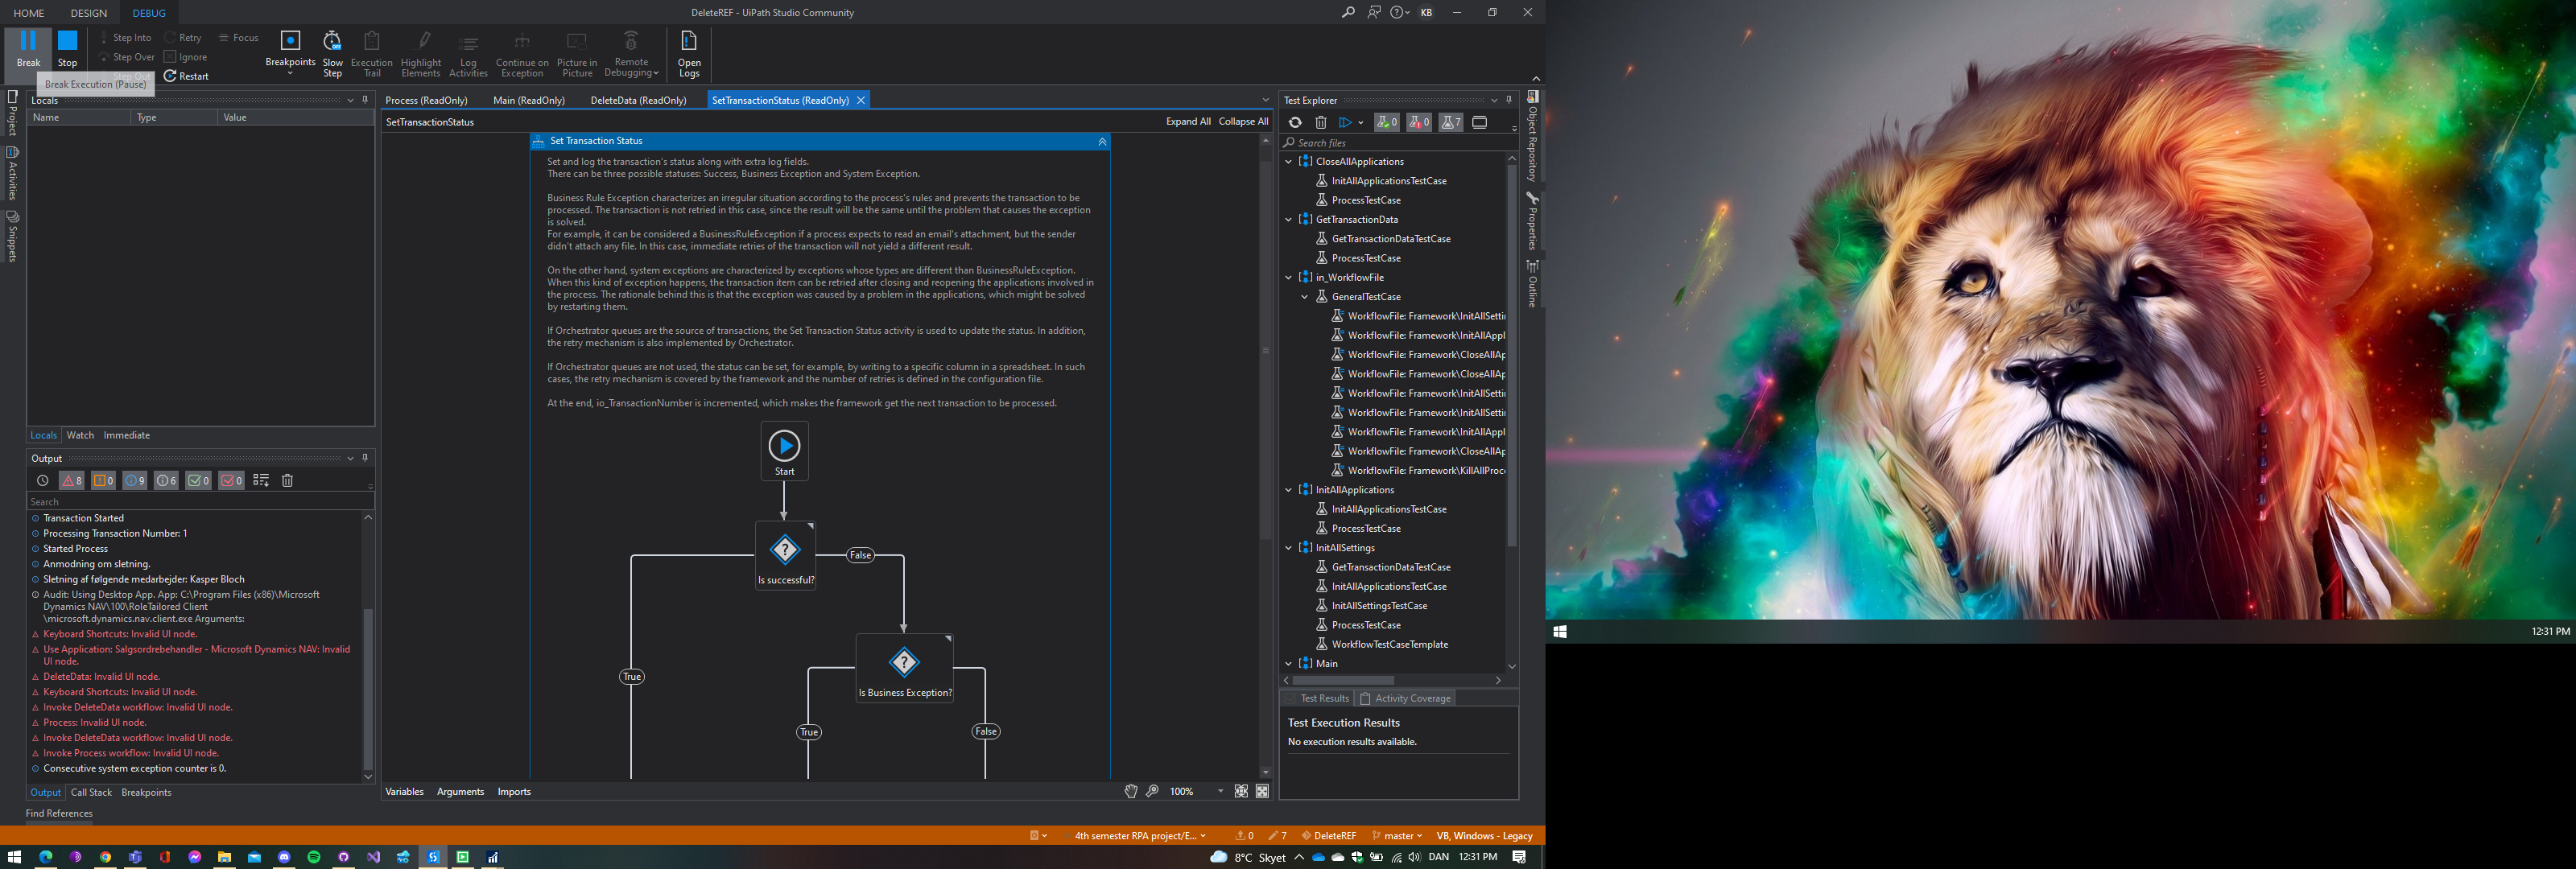 HOME DESIGN DEBUG
DeleteREF - UiPath Studio Community
KB
Break
Stop
Step Into
Step Over
Step Out
Retry
Ignore
Restart
Focus
Breakpoints
Slow Step
Execution Trail
Highlight Elements
Log Activities
Continue on Exception
Picture in Picture
Remote Debugging
Open Logs
Break Execution (Pause)
Project
Activities
Snippets
Locals
Name Type Value
Locals Watch Immediate
Output
8 0 9 6 0 0
Search
Transaction Started
Processing Transaction Number: 1
Started Process
Anmodning om sletning.
Sletning af følgende medarbejder: Kasper Bloch
Audit: Using Desktop App. App: C:\Program Files (x86)\Microsoft
Dynamics NAV\100\RoleTailored Client
\microsoft.dynamics.nav.client.exe Arguments:
Keyboard Shortcuts: Invalid UI node.
Use Application: Salgsordrebehandler - Microsoft Dynamics NAV: Invalid
UI node.
DeleteData: Invalid UI node.
Keyboard Shortcuts: Invalid UI node.
Invoke DeleteData workflow: Invalid UI node.
Process: Invalid UI node.
Invoke DeleteData workflow: Invalid UI node.
Invoke Process workflow: Invalid UI node.
Consecutive system exception counter is 0.
Output Call Stack Breakpoints
Find References
Process (ReadOnly) Main (ReadOnly) DeleteData (ReadOnly) SetTransactionStatus (ReadOnly)
SetTransactionStatus
Expand All Collapse All
Set Transaction Status
Set and log the transaction's status along with extra log fields.
There can be three possible statuses: Success, Business Exception and System Exception.
Business Rule Exception characterizes an irregular situation according to the process's rules and prevents the transaction to be
processed. The transaction is not retried in this case, since the result will be the same until the problem that causes the exception
is solved.
For example, it can be considered a BusinessRuleException if a process expects to read an email's attachment, but the sender
didn't attach any file. In this case, immediate retries of the transaction will not yield a different result.
On the other hand, system exceptions are characterized by exceptions whose types are different than BusinessRuleException.
When this kind of exception happens, the transaction item can be retried after closing and reopening the applications involved in
the process. The rationale behind this is that the exception was caused by a problem in the applications, which might be solved
by restarting them.
If Orchestrator queues are the source of transactions, the Set Transaction Status activity is used to update the status. In addition,
the retry mechanism is also implemented by Orchestrator.
If Orchestrator queues are not used, the status can be set, for example, by writing to a specific column in a spreadsheet. In such
cases, the retry mechanism is covered by the framework and the number of retries is defined in the configuration file.
At the end, io_TransactionNumber is incremented, which makes the framework get the next transaction to be processed.
Start
Is successful?
False
True
Is Business Exception?
True
False
Variables Arguments Imports
100%
Test Explorer
0 0 7
Search files
CloseAllApplications
InitAllApplicationsTestCase
ProcessTestCase
GetTransactionData
GetTransactionDataTestCase
ProcessTestCase
in_WorkflowFile
GeneralTestCase
WorkflowFile: Framework\InitAllSettin
WorkflowFile: Framework\InitAllAppl
WorkflowFile: Framework\CloseAllAp
WorkflowFile: Framework\CloseAllAp
WorkflowFile: Framework\InitAllSettin
WorkflowFile: Framework\InitAllSettin
WorkflowFile: Framework\InitAllAppl
WorkflowFile: Framework\CloseAllAp
WorkflowFile: Framework\KillAllProce
InitAllApplications
InitAllApplicationsTestCase
ProcessTestCase
InitAllSettings
GetTransactionDataTestCase
InitAllApplicationsTestCase
InitAllSettingsTestCase
ProcessTestCase
WorkflowTestCaseTemplate
Main
Test Results Activity Coverage
Test Execution Results
No execution results available.
Object Repository
Properties
Outline
4th semester RPA project/E... 0 7 DeleteREF master VB, Windows - Legacy
8°C Skyet DAN 12:31 PM
12:31 PM